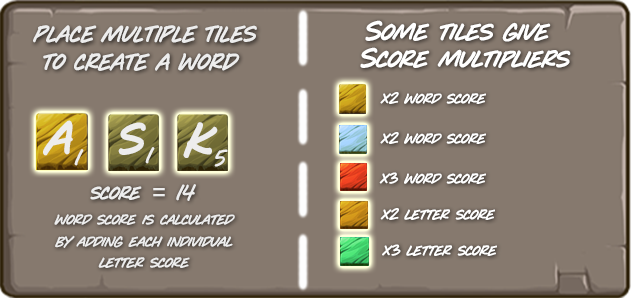 Place multiple tiles
to create a word
A1 S1 K5
Score = 14
Word score is calculated
by adding each individual
letter score
Some tiles give
Score multipliers
x2 word score
x2 word score
x3 word score
x2 letter score
x3 letter score